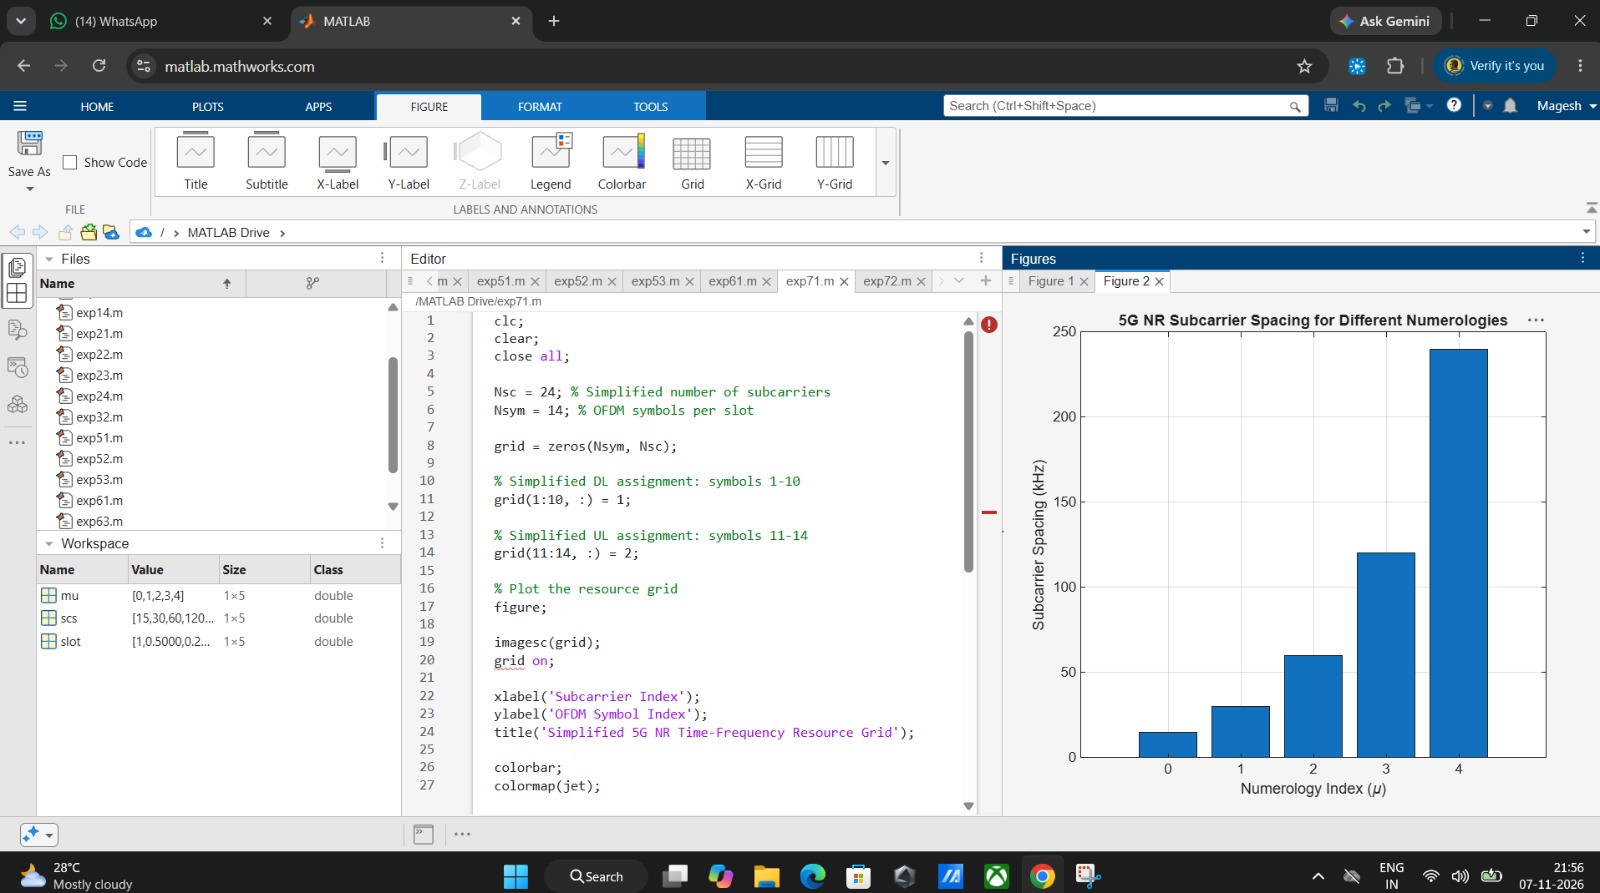 (14) WhatsApp
MATLAB
Ask Gemini
matlab.mathworks.com
Verify it's you
HOME
PLOTS
APPS
FIGURE
FORMAT
TOOLS
Search (Ctrl+Shift+Space)
Magesh
Save As
Show Code
Title
Subtitle
X-Label
Y-Label
Z-Label
Legend
Colorbar
Grid
X-Grid
Y-Grid
FILE
LABELS AND ANNOTATIONS
/ > MATLAB Drive >
Files
Name
exp14.m
exp21.m
exp22.m
exp23.m
exp24.m
exp32.m
exp51.m
exp52.m
exp53.m
exp61.m
exp63.m
Workspace
Name Value Size Class
mu [0,1,2,3,4] 1×5 double
scs [15,30,60,120... 1×5 double
slot [1,0.5000,0.2... 1×5 double
Editor
m exp51.m exp52.m exp53.m exp61.m exp71.m exp72.m
/MATLAB Drive/exp71.m
1 clc;
2 clear;
3 close all;
4
5 Nsc = 24; % Simplified number of subcarriers
6 Nsym = 14; % OFDM symbols per slot
7
8 grid = zeros(Nsym, Nsc);
9
10 % Simplified DL assignment: symbols 1-10
11 grid(1:10, :) = 1;
12
13 % Simplified UL assignment: symbols 11-14
14 grid(11:14, :) = 2;
15
16 % Plot the resource grid
17 figure;
18
19 imagesc(grid);
20 grid on;
21
22 xlabel('Subcarrier Index');
23 ylabel('OFDM Symbol Index');
24 title('Simplified 5G NR Time-Frequency Resource Grid');
25
26 colorbar;
27 colormap(jet);
Figures
Figure 1 Figure 2
5G NR Subcarrier Spacing for Different Numerologies
250
200
150
100
50
0
Subcarrier Spacing (kHz)
0 1 2 3 4
Numerology Index (μ)
28°C
Mostly cloudy
Search
ENG
IN
21:56
07-11-2026